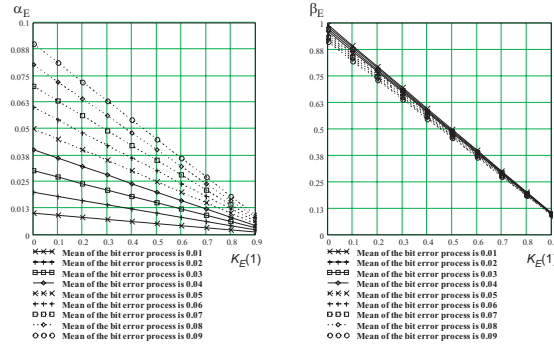 α_E
0.1
0.088
0.075
0.063
0.05
0.038
0.025
0.013
0 0.1 0.2 0.3 0.4 0.5 0.6 0.7 0.8 0.9
K_E(1)
Mean of the bit error process is 0.01
Mean of the bit error process is 0.02
Mean of the bit error process is 0.03
Mean of the bit error process is 0.04
Mean of the bit error process is 0.05
Mean of the bit error process is 0.06
Mean of the bit error process is 0.07
Mean of the bit error process is 0.08
Mean of the bit error process is 0.09
β_E
1
0.88
0.75
0.63
0.5
0.38
0.25
0.13
0 0.1 0.2 0.3 0.4 0.5 0.6 0.7 0.8 0.9
K_E(1)
Mean of the bit error process is 0.01
Mean of the bit error process is 0.02
Mean of the bit error process is 0.03
Mean of the bit error process is 0.04
Mean of the bit error process is 0.05
Mean of the bit error process is 0.06
Mean of the bit error process is 0.07
Mean of the bit error process is 0.08
Mean of the bit error process is 0.09